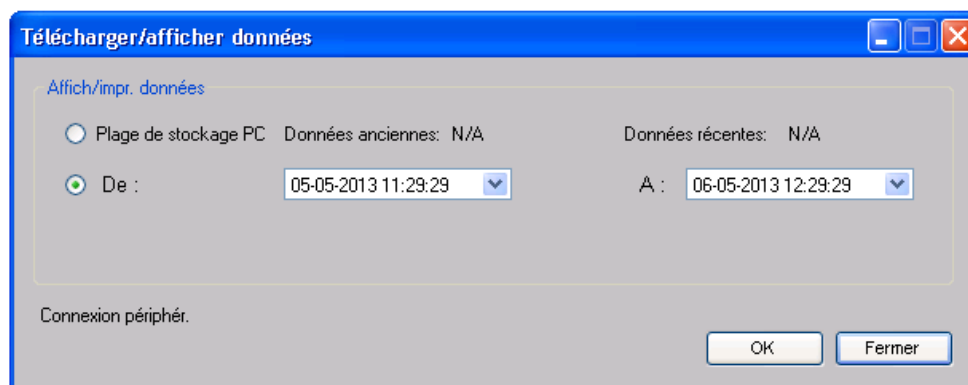 Télécharger/afficher données
Affich/impr. données
Plage de stockage PC Données anciennes: N/A Données récentes: N/A
De : 05-05-2013 11:29:29 A : 06-05-2013 12:29:29
Connexion périphér.
OK Fermer